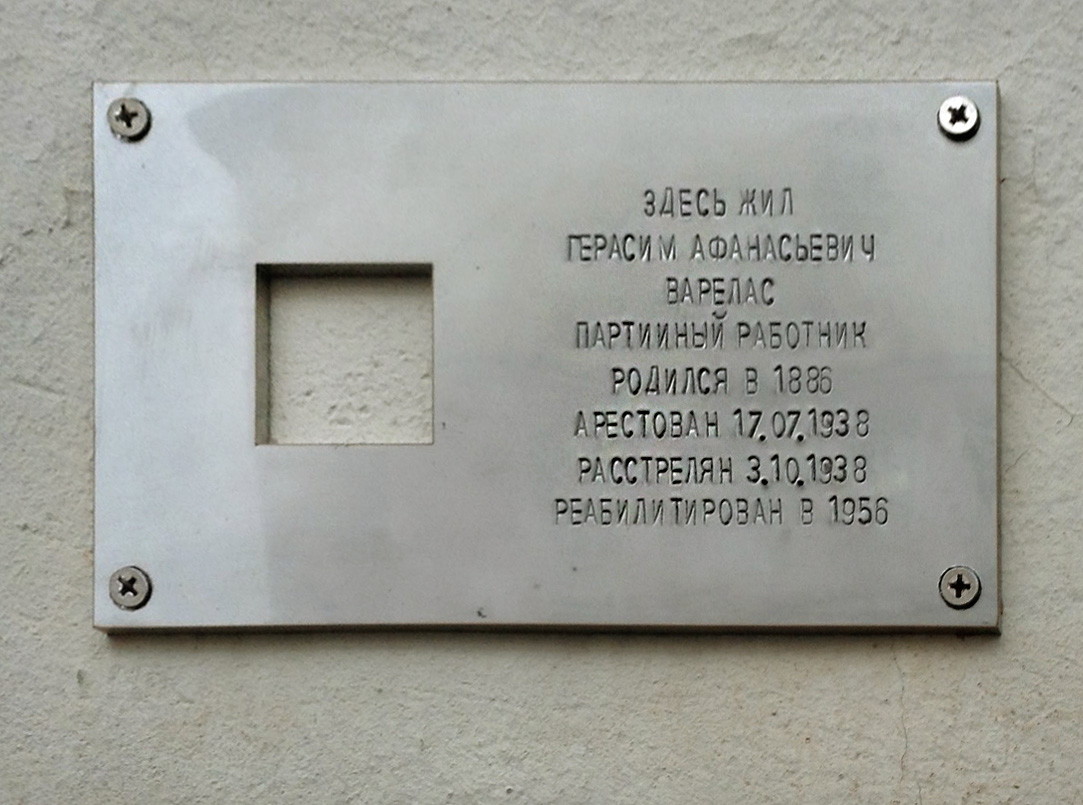 ЗДЕСЬ ЖИЛ
ГЕРАСИМ АФАНАСЬЕВИЧ
ВАРЕЛАС
ПАРТИЙНЫЙ РАБОТНИК
РОДИЛСЯ В 1886
АРЕСТОВАН 17.07.1938
РАССТРЕЛЯН 3.10.1938
РЕАБИЛИТИРОВАН В 1956